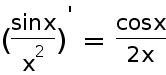 (sinx/x²)' = cosx/2x